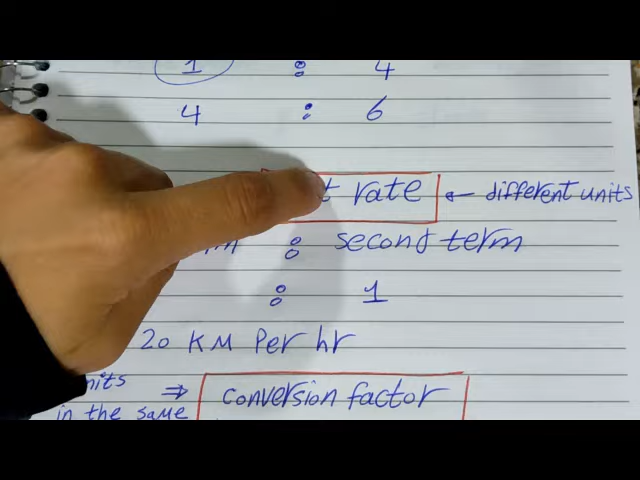 1 : 4
4 : 6
rate ← different units
: second term
: 1
20 KM Per hr
⇒ conversion factor
in the same